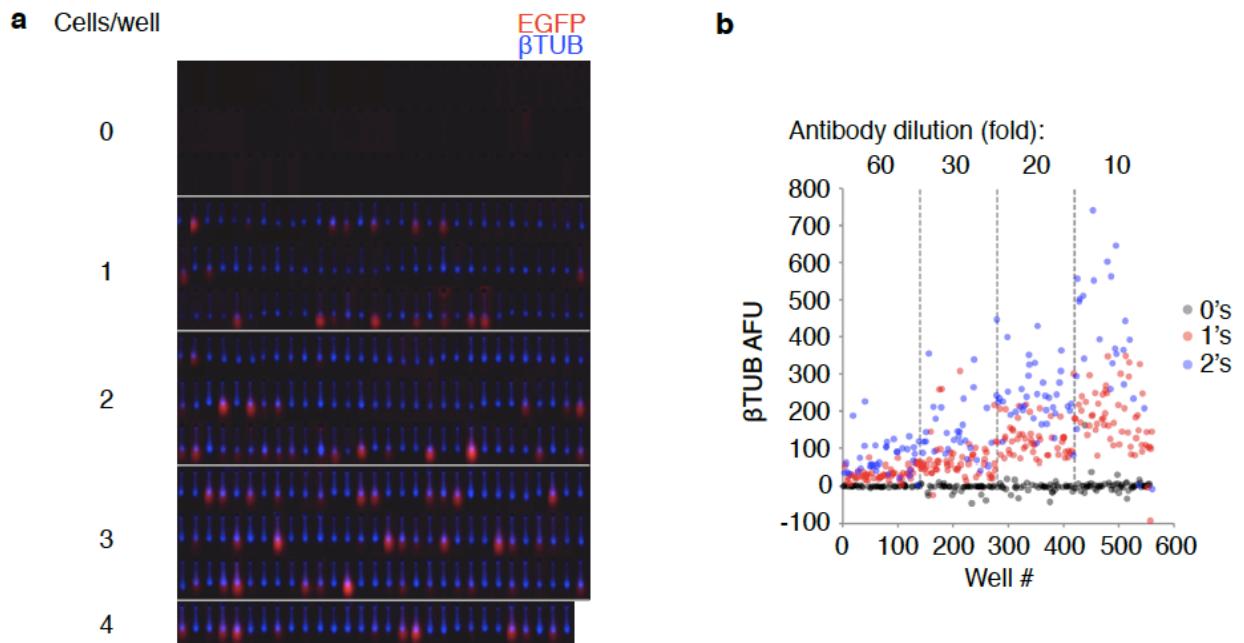 a Cells/well EGFP
βTUB
0
1
2
3
4
b
Antibody dilution (fold):
60 30 20 10
800
700
600
500
400
300
200
100
0
-100
βTUB AFU
0 100 200 300 400 500 600
Well #
0's
1's
2's